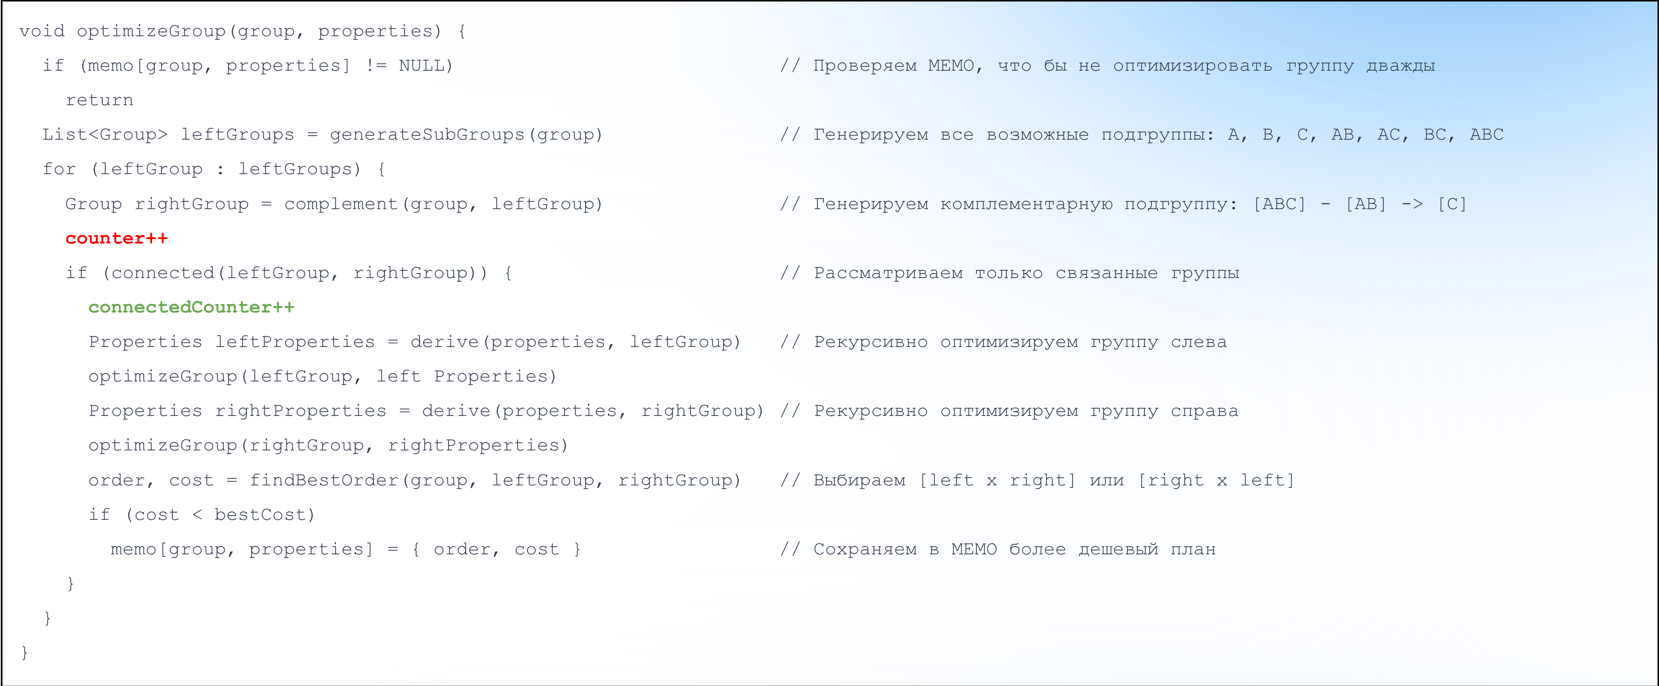 void optimizeGroup(group, properties) {
if (memo[group, properties] != NULL) // Проверяем MEMO, что бы не оптимизировать группу дважды
return
List<Group> leftGroups = generateSubGroups(group) // Генерируем все возможные подгруппы: A, B, C, AB, AC, BC, ABC
for (leftGroup : leftGroups) {
Group rightGroup = complement(group, leftGroup) // Генерируем комплементарную подгруппу: [ABC] - [AB] -> [C]
counter++
if (connected(leftGroup, rightGroup)) { // Рассматриваем только связанные группы
connectedCounter++
Properties leftProperties = derive(properties, leftGroup) // Рекурсивно оптимизируем группу слева
optimizeGroup(leftGroup, left Properties)
Properties rightProperties = derive(properties, rightGroup) // Рекурсивно оптимизируем группу справа
optimizeGroup(rightGroup, rightProperties)
order, cost = findBestOrder(group, leftGroup, rightGroup) // Выбираем [left x right] или [right x left]
if (cost < bestCost)
memo[group, properties] = { order, cost } // Сохраняем в MEMO более дешевый план
}
}
}